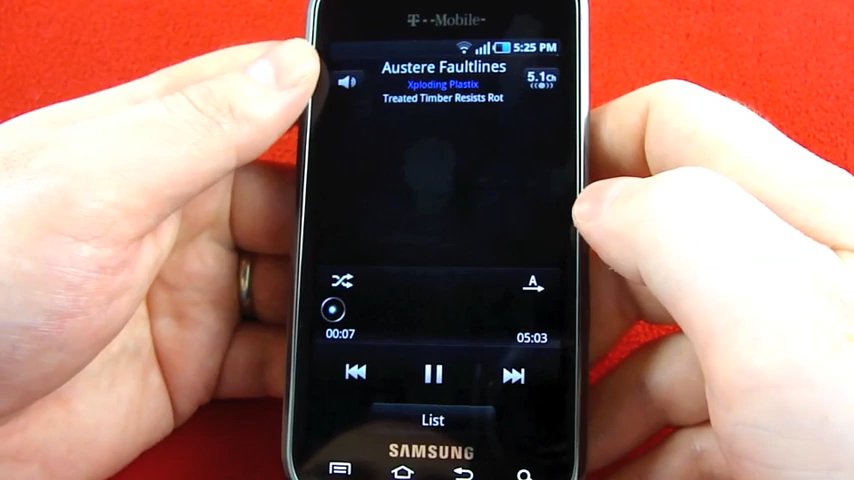 T··Mobile·
5:25 PM
Austere Faultlines
5.1Ch
Xploding Plastix
Treated Timber Resists Rot
A
00:07
05:03
List
SAMSUNG